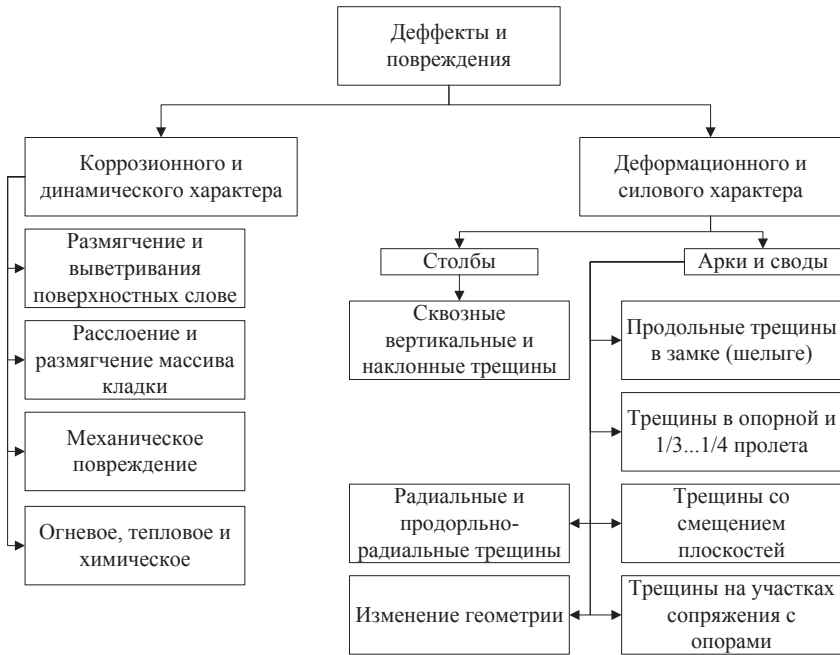 Деффекты и
повреждения
Коррозионного и
динамического характера
Размягчение и
выветривания
поверхностных слове
Расслоение и
размягчение массива
кладки
Механическое
повреждение
Огневое, тепловое и
химическое
Деформационного и
силового характера
Столбы
Сквозные
вертикальные и
наклонные трещины
Арки и своды
Продольные трещины
в замке (шелыге)
Трещины в опорной и
1/3...1/4 пролета
Радиальные и
продорльно-
радиальные трещины
Трещины со
смещением
плоскостей
Изменение геометрии
Трещины на участках
сопряжения с
опорами